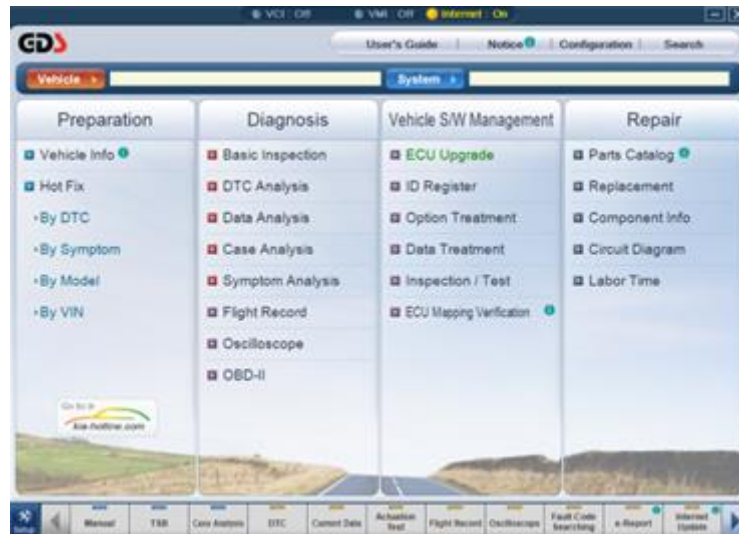 VCI : Off
VMI : Off
Internet : On
GDS
User's Guide
Notice
Configuration
Search
Vehicle
System
Preparation
Vehicle Info
Hot Fix
By DTC
By Symptom
By Model
By VIN
Go to
kia-hotline.com
Diagnosis
Basic Inspection
DTC Analysis
Data Analysis
Case Analysis
Symptom Analysis
Flight Record
Oscilloscope
OBD-II
Vehicle S/W Management
ECU Upgrade
ID Register
Option Treatment
Data Treatment
Inspection / Test
ECU Mapping Verification
Repair
Parts Catalog
Replacement
Component Info
Circuit Diagram
Labor Time
Setup
Manual
TSB
Case Analysis
DTC
Current Data
Actuation
Test
Flight Record
Oscilloscope
Fault Code
Searching
e-Report
Internet
Update